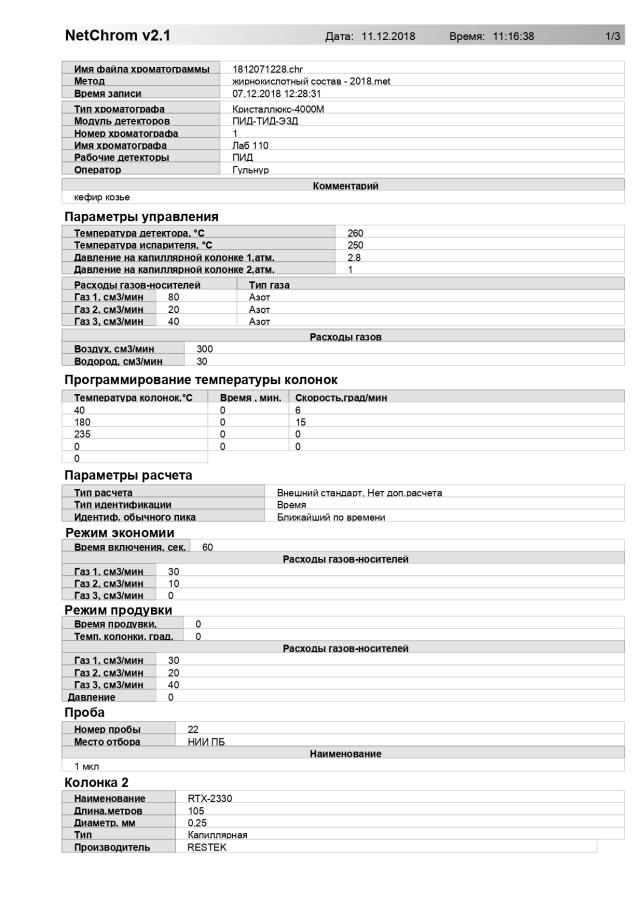 NetChrom v2.1 Дата: 11.12.2018 Время: 11:16:38 1/3
Имя файла хроматограммы 1812071228.chr
Метод жирнокислотный состав - 2018.met
Время записи 07.12.2018 12:28:31
Тип хроматографа Кристаллюкс-4000М
Модуль детекторов ПИД-ТИД-ЭЗД
Номер хроматографа 1
Имя хроматографа Лаб 110
Рабочие детекторы ПИД
Оператор Гульнур
Комментарий
кефир козье
Параметры управления
Температура детектора, °С 260
Температура испарителя, °С 250
Давление на капиллярной колонке 1,атм. 2.8
Давление на капиллярной колонке 2,атм. 1
Расходы газов-носителей Тип газа
Газ 1, см3/мин 80 Азот
Газ 2, см3/мин 20 Азот
Газ 3, см3/мин 40 Азот
Расходы газов
Воздух, см3/мин 300
Водород, см3/мин 30
Программирование температуры колонок
Температура колонок,°С Время , мин. Скорость,град/мин
40 0 6
180 0 15
235 0 0
0 0 0
0
Параметры расчета
Тип расчета Внешний стандарт, Нет доп.расчета
Тип идентификации Время
Идентиф. обычного пика Ближайший по времени
Режим экономии
Время включения, сек. 60
Расходы газов-носителей
Газ 1, см3/мин 30
Газ 2, см3/мин 10
Газ 3, см3/мин 0
Режим продувки
Время продувки, 0
Темп. колонки, град. 0
Расходы газов-носителей
Газ 1, см3/мин 30
Газ 2, см3/мин 20
Газ 3, см3/мин 40
Давление 0
Проба
Номер пробы 22
Место отбора НИИ ПБ
Наименование
1 мкл
Колонка 2
Наименование RTX-2330
Длина,метров 105
Диаметр, мм 0,25
Тип Капиллярная
Производитель RESTEK